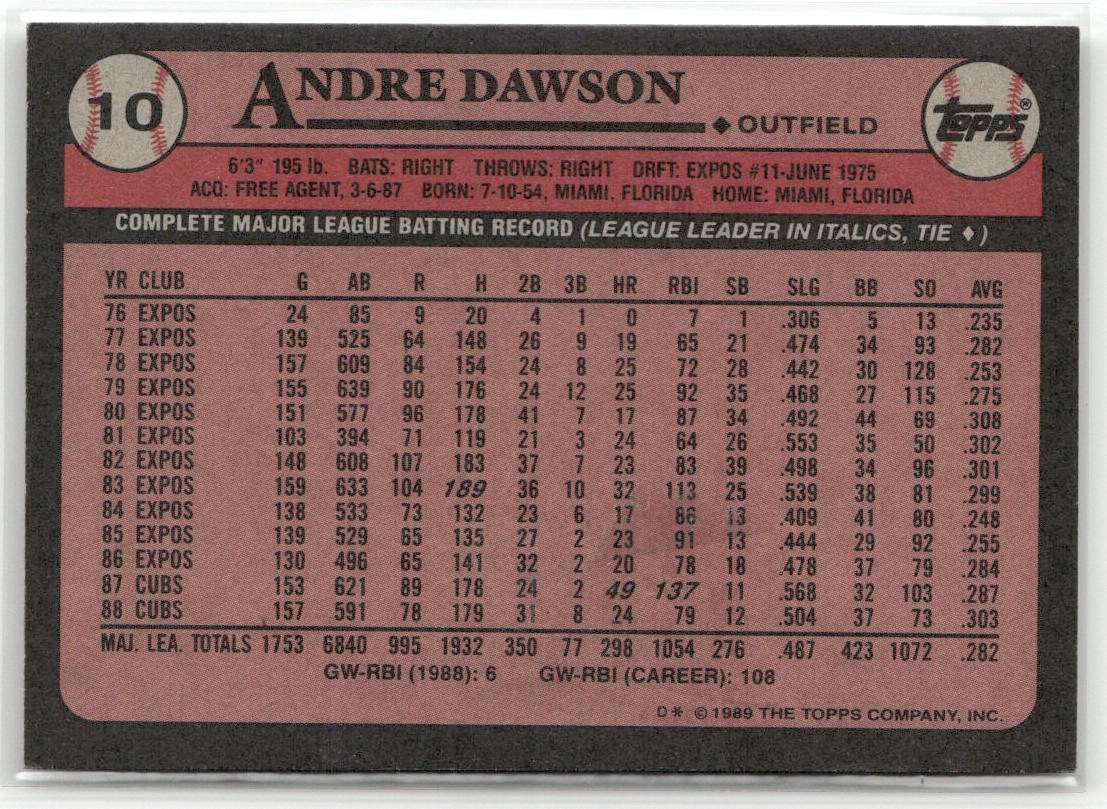 10 ANDRE DAWSON topps®
◆ OUTFIELD
6'3" 195 lb. BATS: RIGHT THROWS: RIGHT DRFT: EXPOS #11-JUNE 1975
ACQ: FREE AGENT, 3-6-87 BORN: 7-10-54, MIAMI, FLORIDA HOME: MIAMI, FLORIDA
COMPLETE MAJOR LEAGUE BATTING RECORD (LEAGUE LEADER IN ITALICS, TIE ♦)
YR CLUB G AB R H 2B 3B HR RBI SB SLG BB SO AVG
76 EXPOS 24 85 9 20 4 1 0 7 1 .306 5 13 .235
77 EXPOS 139 525 64 148 26 9 19 65 21 .474 34 93 .282
78 EXPOS 157 609 84 154 24 8 25 72 28 .442 30 128 .253
79 EXPOS 155 639 90 176 24 12 25 92 35 .468 27 115 .275
80 EXPOS 151 577 96 178 41 7 17 87 34 .492 44 69 .308
81 EXPOS 103 394 71 119 21 3 24 64 26 .553 35 50 .302
82 EXPOS 148 608 107 183 37 7 23 83 39 .498 34 96 .301
83 EXPOS 159 633 104 189 36 10 32 113 25 .539 38 81 .299
84 EXPOS 138 533 73 132 23 6 17 86 13 .409 41 80 .248
85 EXPOS 139 529 65 135 27 2 23 91 13 .444 29 92 .255
86 EXPOS 130 496 65 141 32 2 20 78 18 .478 37 79 .284
87 CUBS 153 621 89 178 24 2 49 137 11 .568 32 103 .287
88 CUBS 157 591 78 179 31 8 24 79 12 .504 37 73 .303
MAJ. LEA. TOTALS 1753 6840 995 1932 350 77 298 1054 276 .487 423 1072 .282
GW-RBI (1988): 6 GW-RBI (CAREER): 108
D* © 1989 THE TOPPS COMPANY, INC.